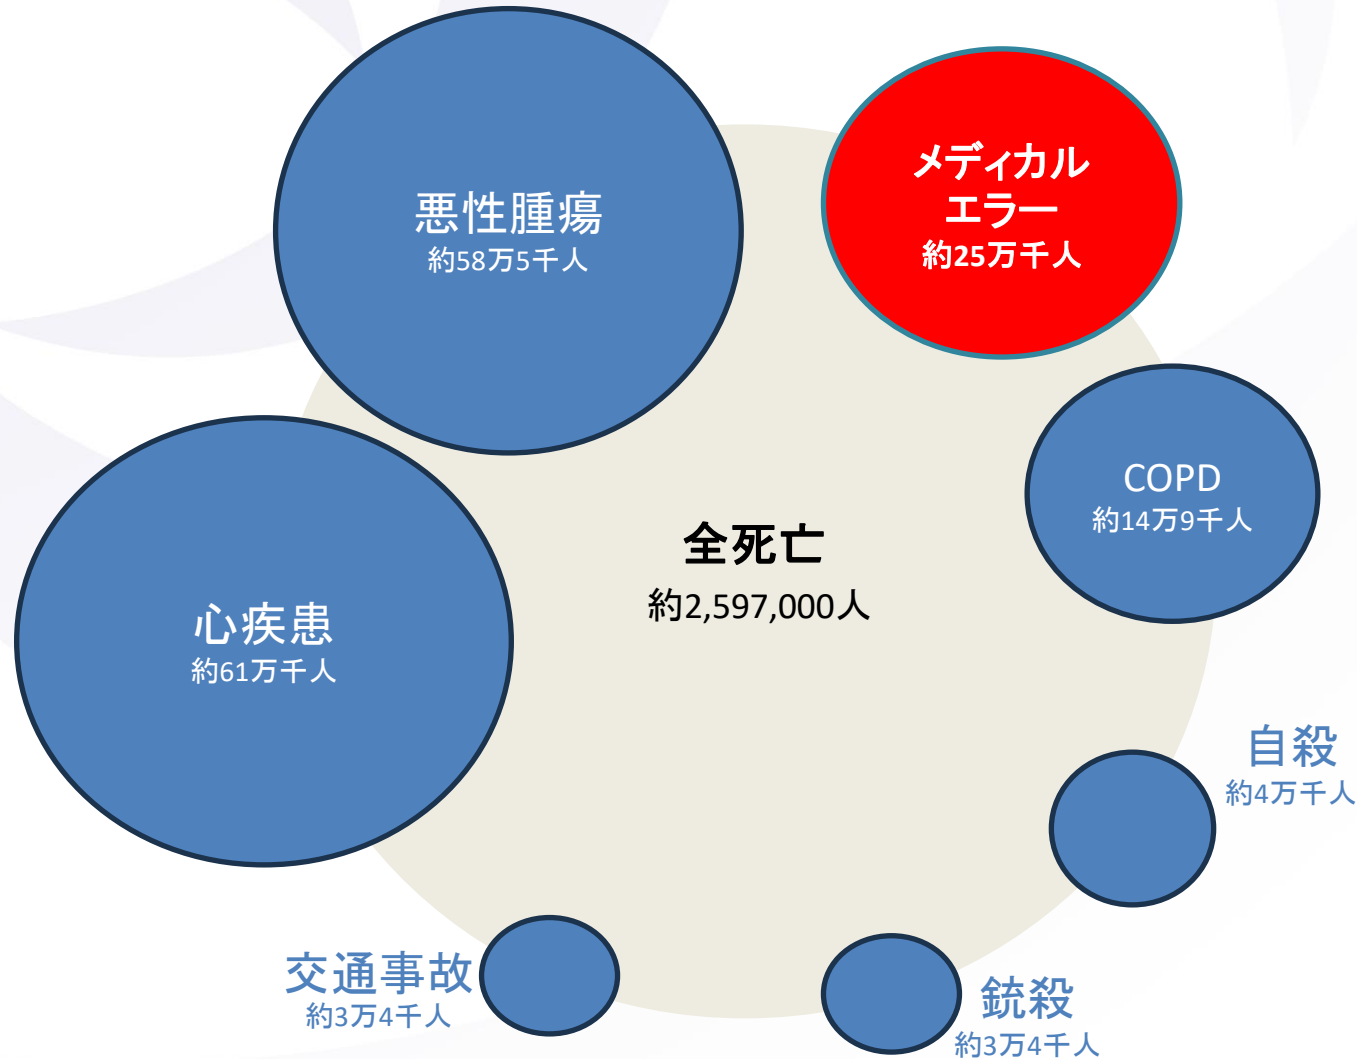 悪性腫瘍
約58万5千人
メディカル
エラー
約25万千人
COPD
約14万9千人
全死亡
約2,597,000人
心疾患
約61万千人
自殺
約4万千人
交通事故
約3万4千人
銃殺
約3万4千人